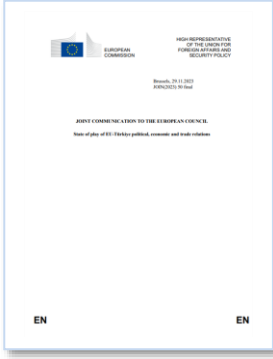 EUROPEAN
COMMISSION
HIGH REPRESENTATIVE
OF THE UNION FOR
FOREIGN AFFAIRS AND
SECURITY POLICY
Brussels, 29.11.2023
JOIN(2023) 50 final
JOINT COMMUNICATION TO THE EUROPEAN COUNCIL
State of play of EU-Türkiye political, economic and trade relations
EN
EN